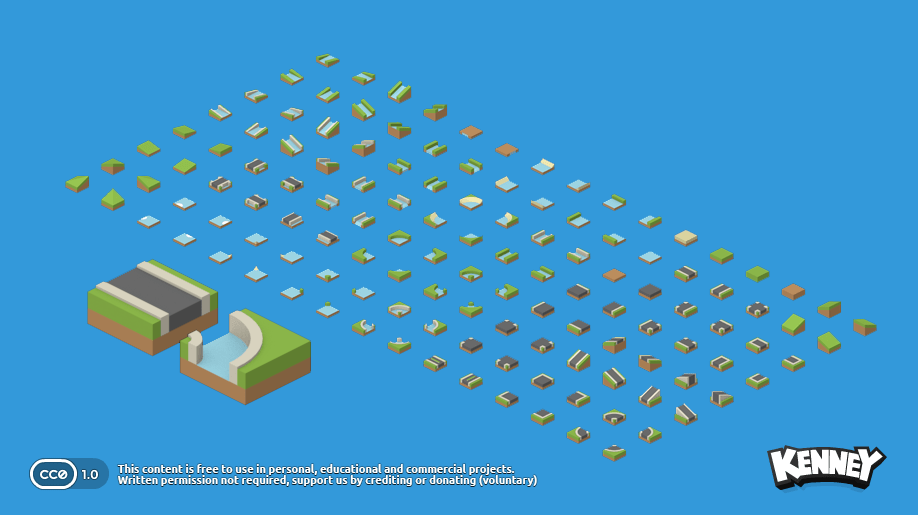 CC0 1.0
This content is free to use in personal, educational and commercial projects.
Written permission not required, support us by crediting or donating (voluntary)
KENNEY